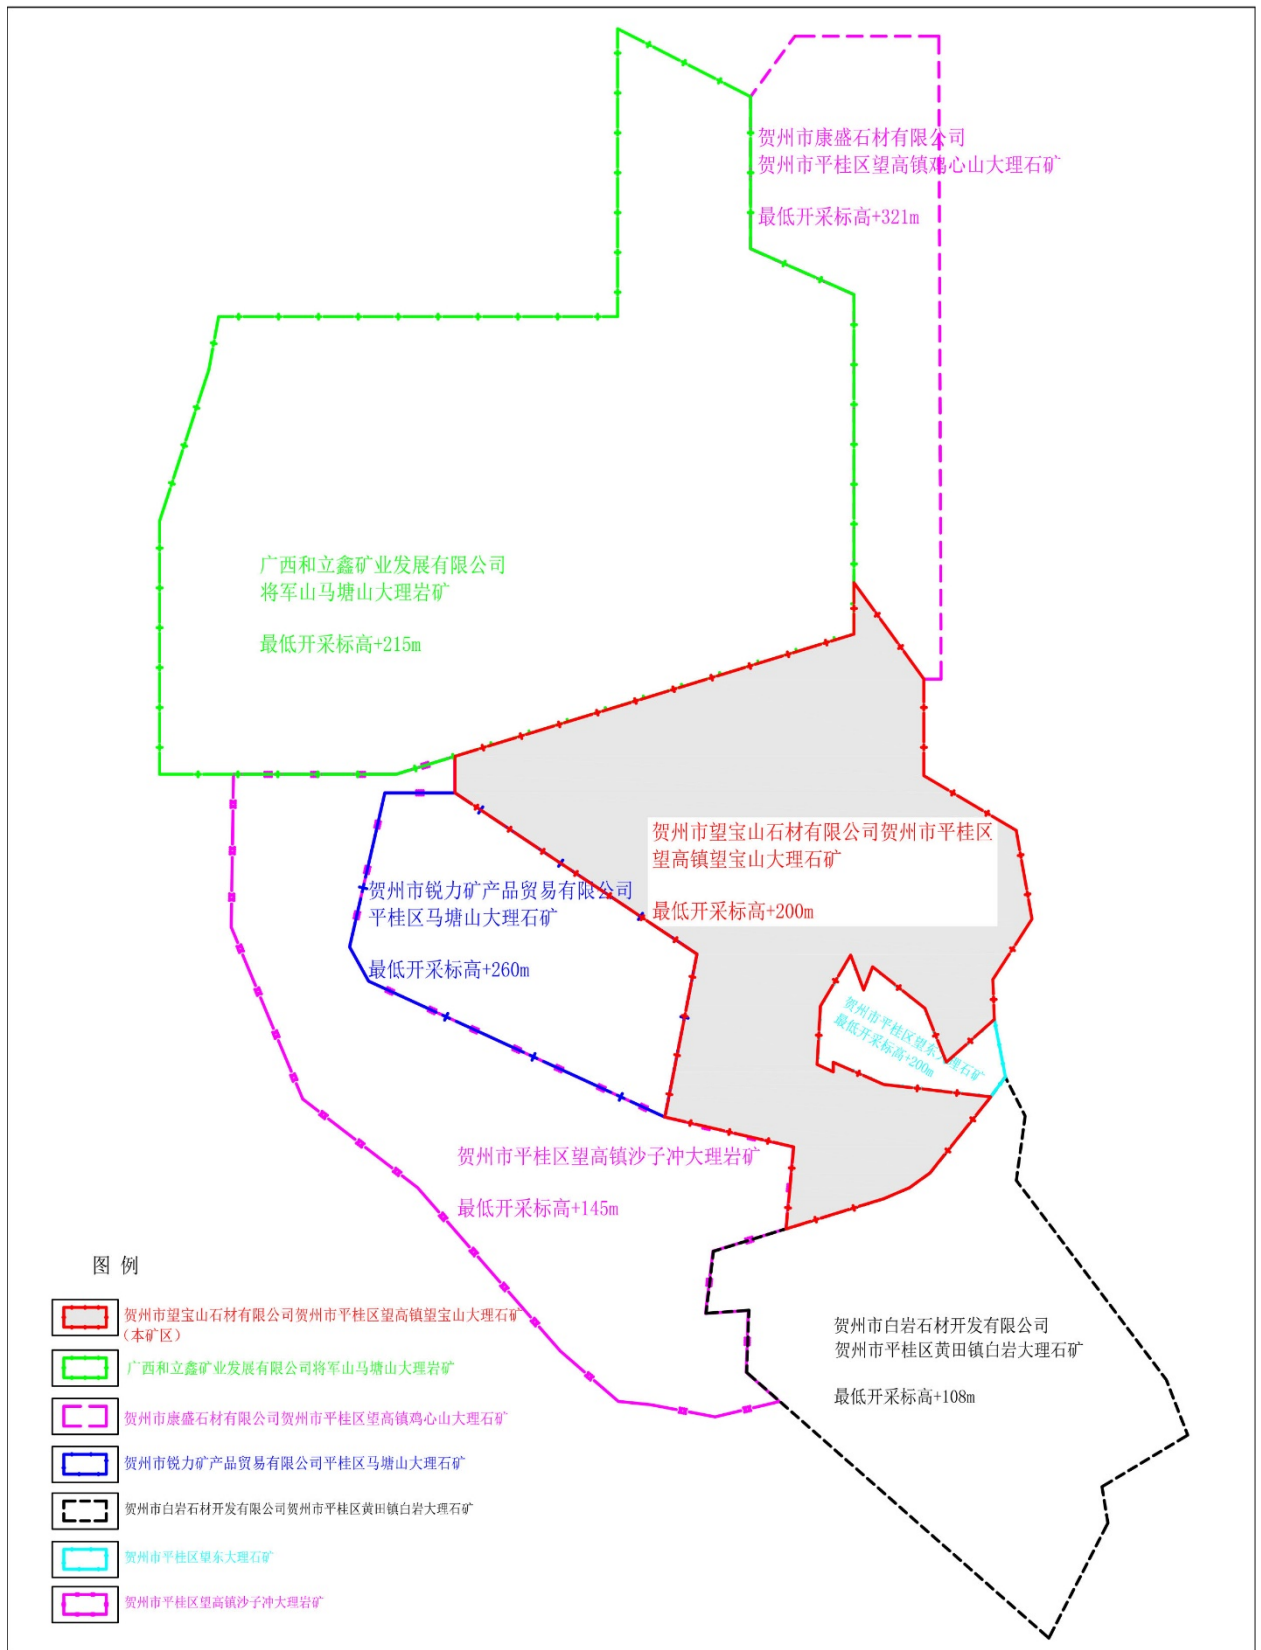 贺州市康盛石材有限公司
贺州市平桂区望高镇鸡心山大理石矿
最低开采标高+321m
广西和立鑫矿业发展有限公司
将军山马塘山大理岩矿
最低开采标高+215m
贺州市望宝山石材有限公司贺州市平桂区
望高镇望宝山大理石矿
最低开采标高+200m
贺州市锐力矿产品贸易有限公司
平桂区马塘山大理石矿
最低开采标高+260m
贺州市平桂区望东大理石矿
最低开采标高+200m
贺州市平桂区望高镇沙子冲大理岩矿
最低开采标高+145m
贺州市白岩石材开发有限公司
贺州市平桂区黄田镇白岩大理石矿
最低开采标高+108m
图 例
贺州市望宝山石材有限公司贺州市平桂区望高镇望宝山大理石矿
（本矿区）
广西和立鑫矿业发展有限公司将军山马塘山大理岩矿
贺州市康盛石材有限公司贺州市平桂区望高镇鸡心山大理石矿
贺州市锐力矿产品贸易有限公司平桂区马塘山大理石矿
贺州市白岩石材开发有限公司贺州市平桂区黄田镇白岩大理石矿
贺州市平桂区望东大理石矿
贺州市平桂区望高镇沙子冲大理岩矿